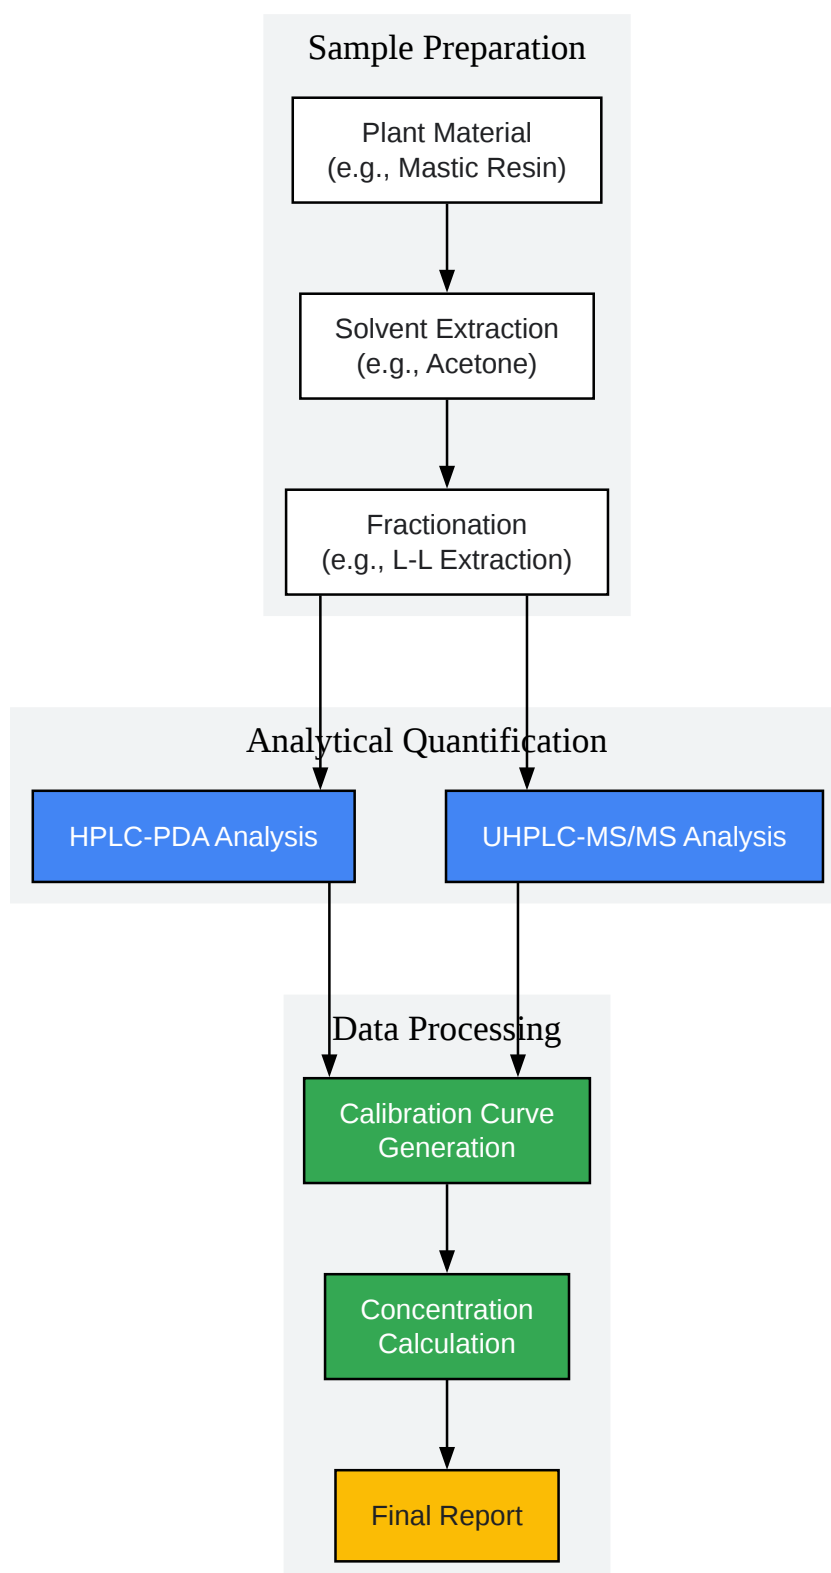 Sample Preparation
Plant Material
(e.g., Mastic Resin)
Solvent Extraction
(e.g., Acetone)
Fractionation
(e.g., L-L Extraction)
Analytical Quantification
HPLC-PDA Analysis
UHPLC-MS/MS Analysis
Data Processing
Calibration Curve
Generation
Concentration
Calculation
Final Report